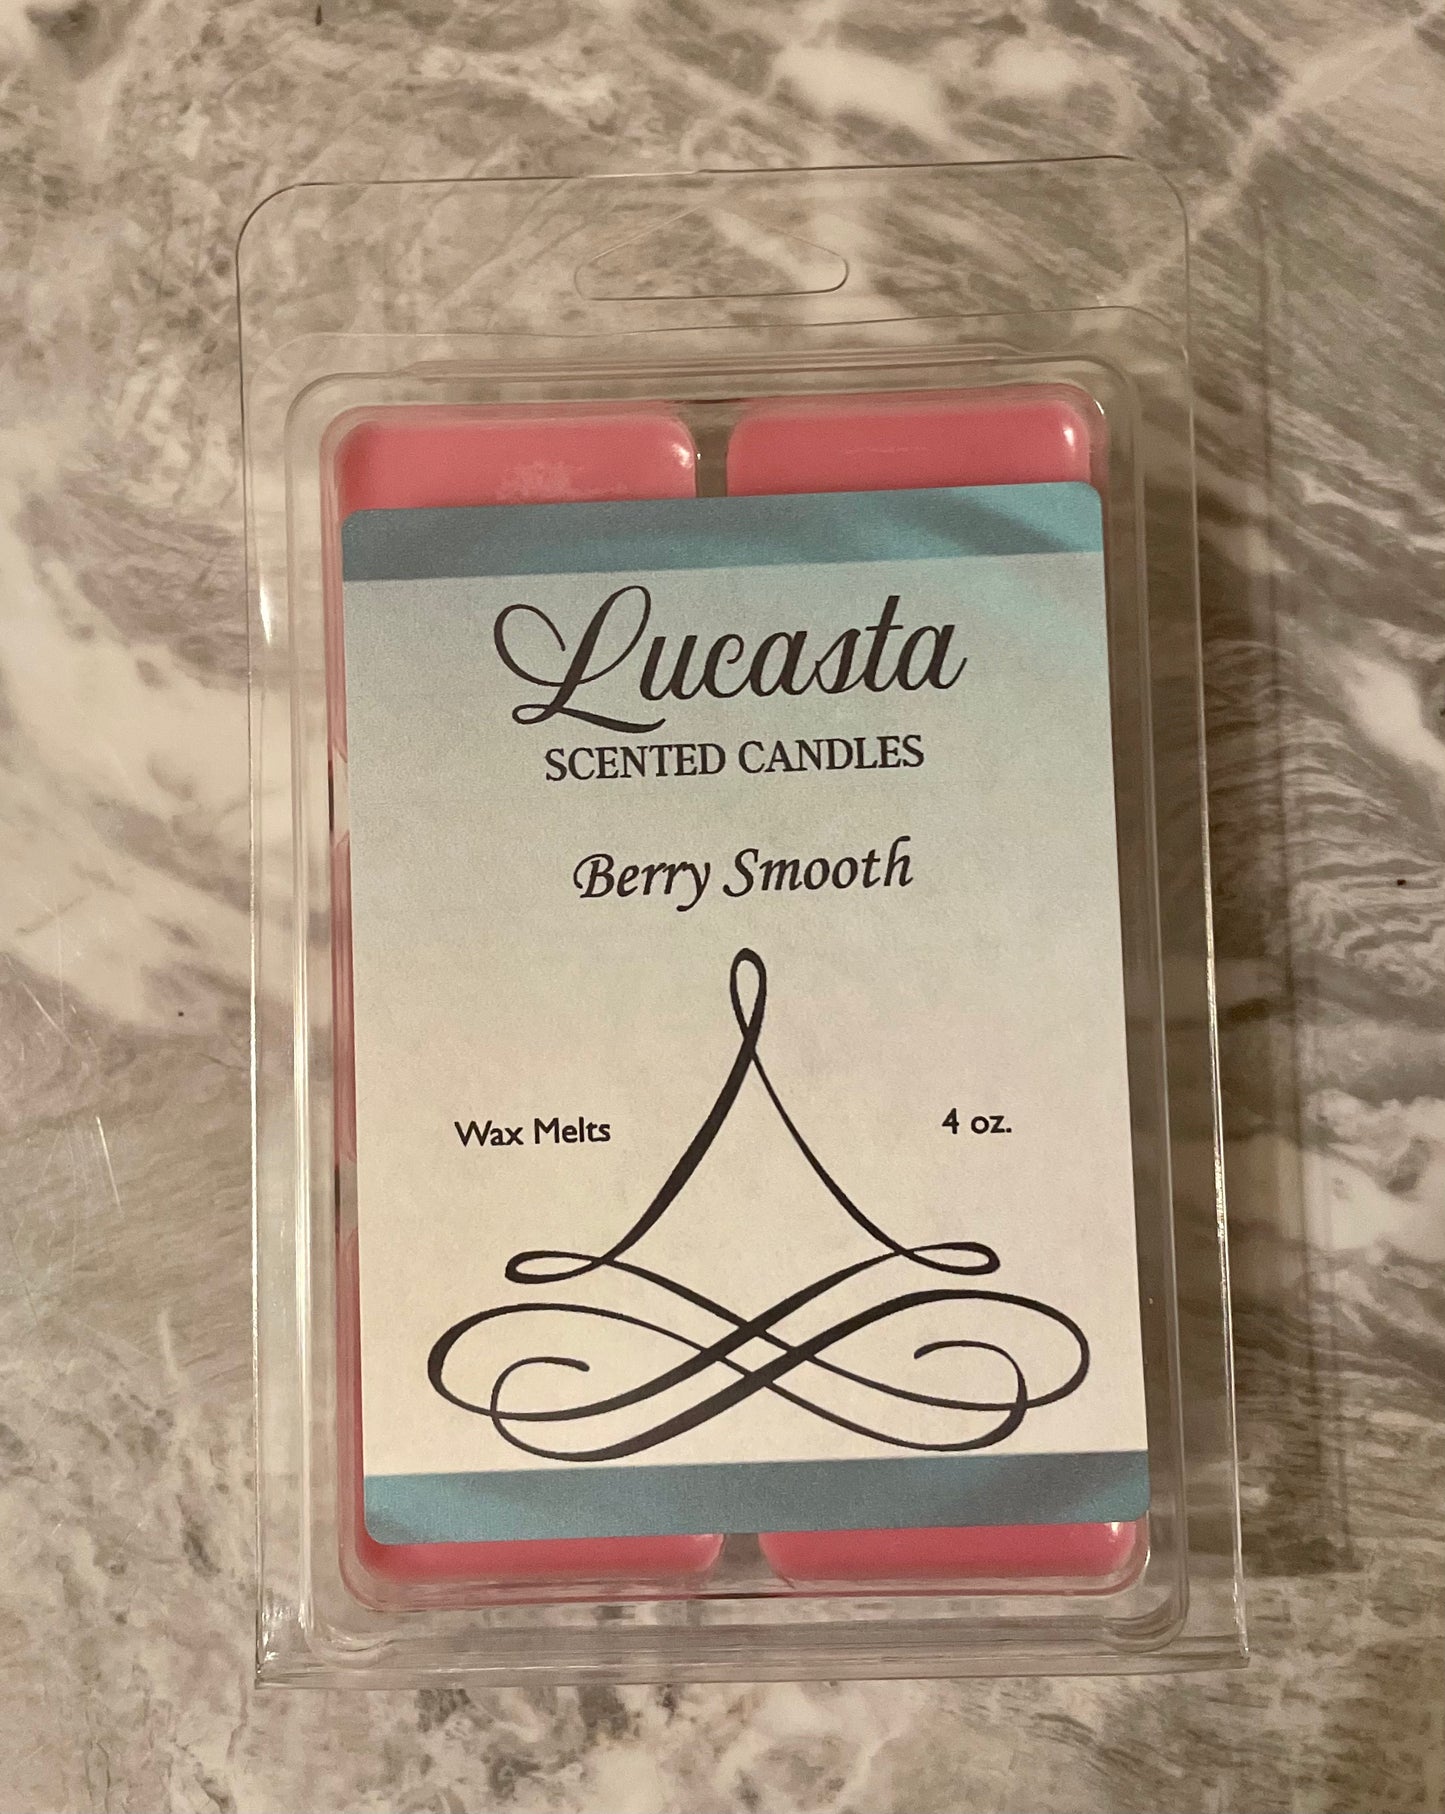 Lucasta
SCENTED CANDLES
Berry Smooth
Wax Melts
4 oz.